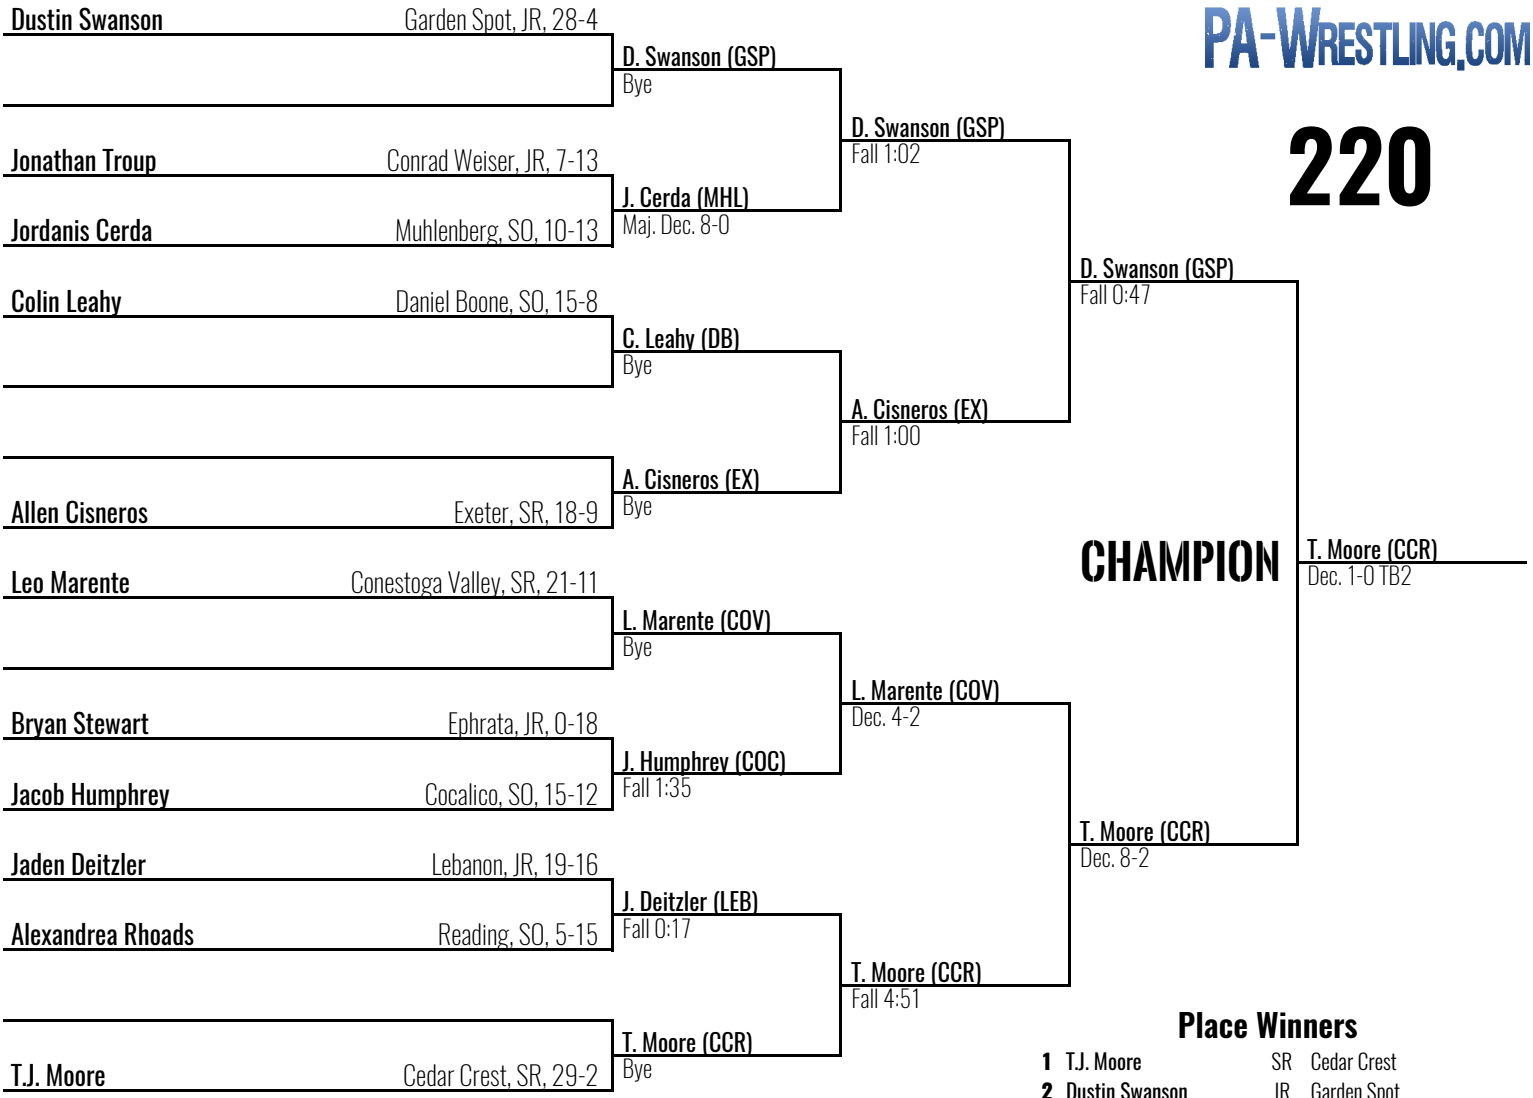 Dustin Swanson Garden Spot, JR, 28-4
PA-WRESTLING.COM
D. Swanson (GSP)
Bye
D. Swanson (GSP)
Fall 1:02
220
Jonathan Troup Conrad Weiser, JR, 7-13
J. Cerda (MHL)
Maj. Dec. 8-0
Jordanis Cerda Muhlenberg, SO, 10-13
D. Swanson (GSP)
Fall 0:47
Colin Leahy Daniel Boone, SO, 15-8
C. Leahy (DB)
Bye
A. Cisneros (EX)
Fall 1:00
A. Cisneros (EX)
Bye
Allen Cisneros Exeter, SR, 18-9
CHAMPION
T. Moore (CCR)
Dec. 1-0 TB2
Leo Marente Conestoga Valley, SR, 21-11
L. Marente (COV)
Bye
L. Marente (COV)
Dec. 4-2
Bryan Stewart Ephrata, JR, 0-18
J. Humphrey (COC)
Fall 1:35
Jacob Humphrey Cocalico, SO, 15-12
T. Moore (CCR)
Dec. 8-2
Jaden Deitzler Lebanon, JR, 19-16
J. Deitzler (LEB)
Fall 0:17
Alexandrea Rhoads Reading, SO, 5-15
T. Moore (CCR)
Fall 4:51
T. Moore (CCR)
Bye
T.J. Moore Cedar Crest, SR, 29-2
Place Winners
1 T.J. Moore SR Cedar Crest
2 Dustin Swanson JR Garden Spot